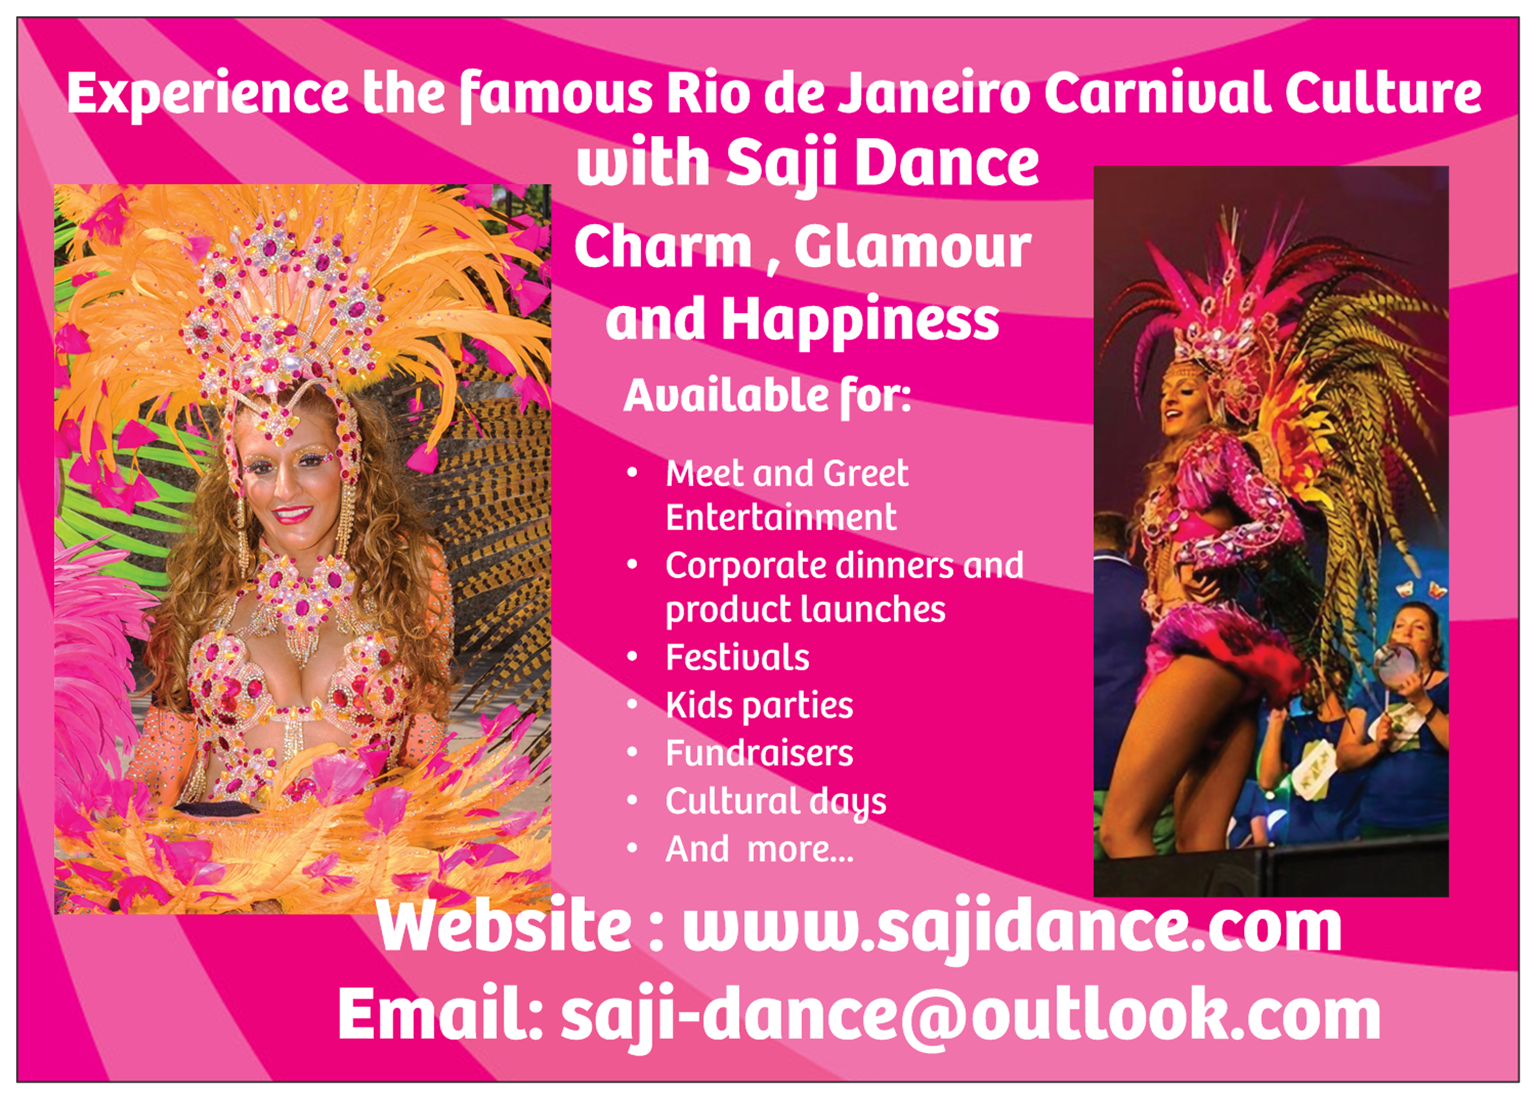 Experience the famous Rio de Janeiro Carnival Culture
with Saji Dance
Charm , Glamour
and Happiness
Available for:
• Meet and Greet
Entertainment
• Corporate dinners and
product launches
• Festivals
• Kids parties
• Fundraisers
• Cultural days
• And more...
Website : www.sajidance.com
Email: saji-dance@outlook.com